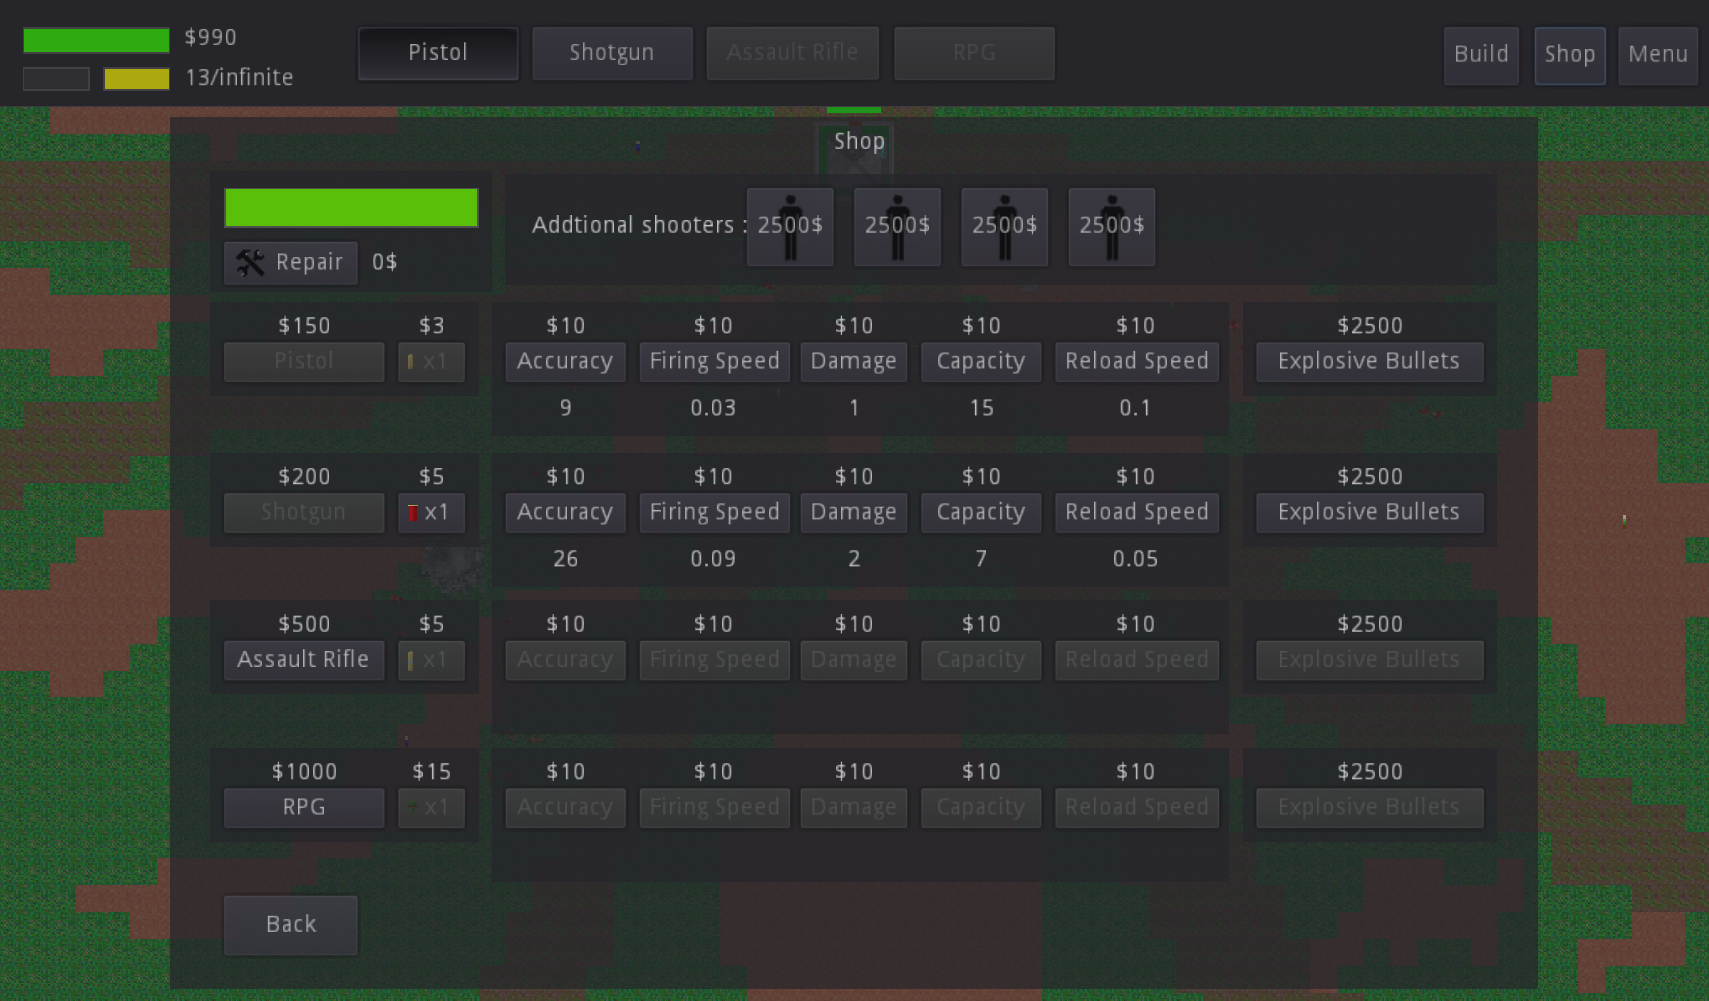 $990
13/infinite
Pistol Shotgun Assault Rifle RPG
Build Shop Menu
Shop
Addtional shooters : 2500$ 2500$ 2500$ 2500$
Repair 0$
$150 $3 $10 $10 $10 $10 $10 $2500
Pistol x1 Accuracy Firing Speed Damage Capacity Reload Speed Explosive Bullets
9 0.03 1 15 0.1
$200 $5 $10 $10 $10 $10 $10 $2500
Shotgun x1 Accuracy Firing Speed Damage Capacity Reload Speed Explosive Bullets
26 0.09 2 7 0.05
$500 $5 $10 $10 $10 $10 $10 $2500
Assault Rifle x1 Accuracy Firing Speed Damage Capacity Reload Speed Explosive Bullets
$1000 $15 $10 $10 $10 $10 $10 $2500
RPG x1 Accuracy Firing Speed Damage Capacity Reload Speed Explosive Bullets
Back